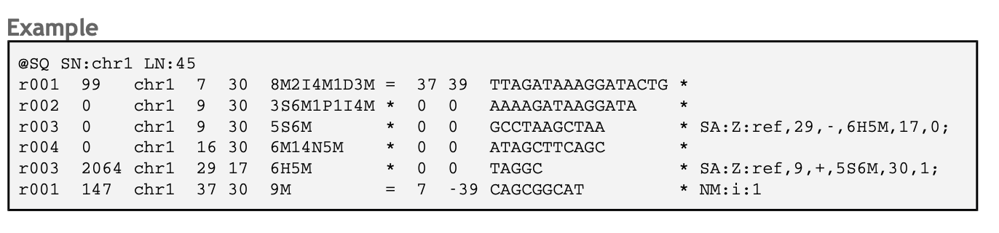 Example
@SQ SN:chr1 LN:45
r001 99 chr1 7 30 8M2I4M1D3M = 37 39 TTAGATAAAGGATACTG *
r002 0 chr1 9 30 3S6M1P1I4M * 0 0 AAAAGATAAGGATA *
r003 0 chr1 9 30 5S6M * 0 0 GCCTAAGCTAA * SA:Z:ref,29,-,6H5M,17,0;
r004 0 chr1 16 30 6M14N5M * 0 0 ATAGCTTCAGC *
r003 2064 chr1 29 17 6H5M * 0 0 TAGGC * SA:Z:ref,9,+,5S6M,30,1;
r001 147 chr1 37 30 9M = 7 -39 CAGCGGCAT * NM:i:1